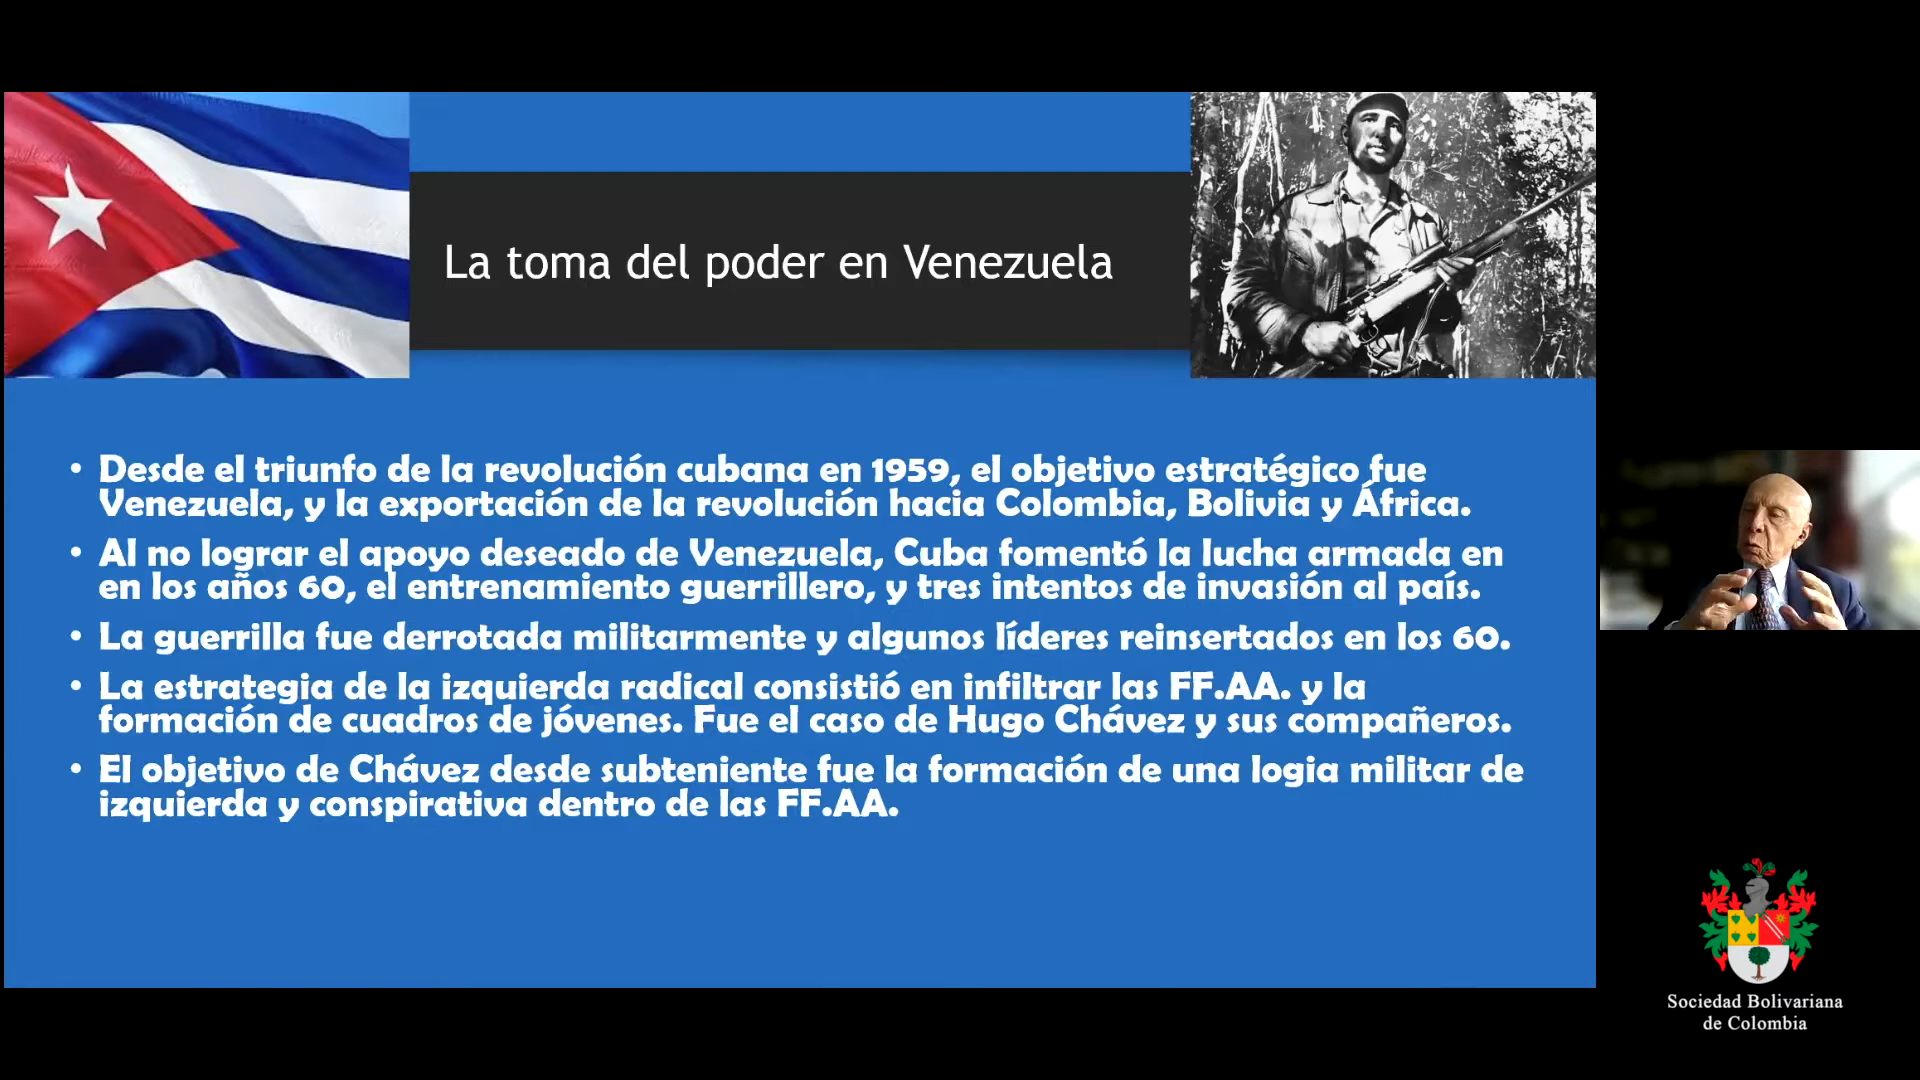 La toma del poder en Venezuela
• Desde el triunfo de la revolución cubana en 1959, el objetivo estratégico fue
Venezuela, y la exportación de la revolución hacia Colombia, Bolivia y África.
• Al no lograr el apoyo deseado de Venezuela, Cuba fomentó la lucha armada en
en los años 60, el entrenamiento guerrillero, y tres intentos de invasión al país.
• La guerrilla fue derrotada militarmente y algunos líderes reinsertados en los 60.
• La estrategia de la izquierda radical consistió en infiltrar las FF.AA. y la
formación de cuadros de jóvenes. Fue el caso de Hugo Chávez y sus compañeros.
• El objetivo de Chávez desde subteniente fue la formación de una logia militar de
izquierda y conspirativa dentro de las FF.AA.
Sociedad Bolivariana
de Colombia